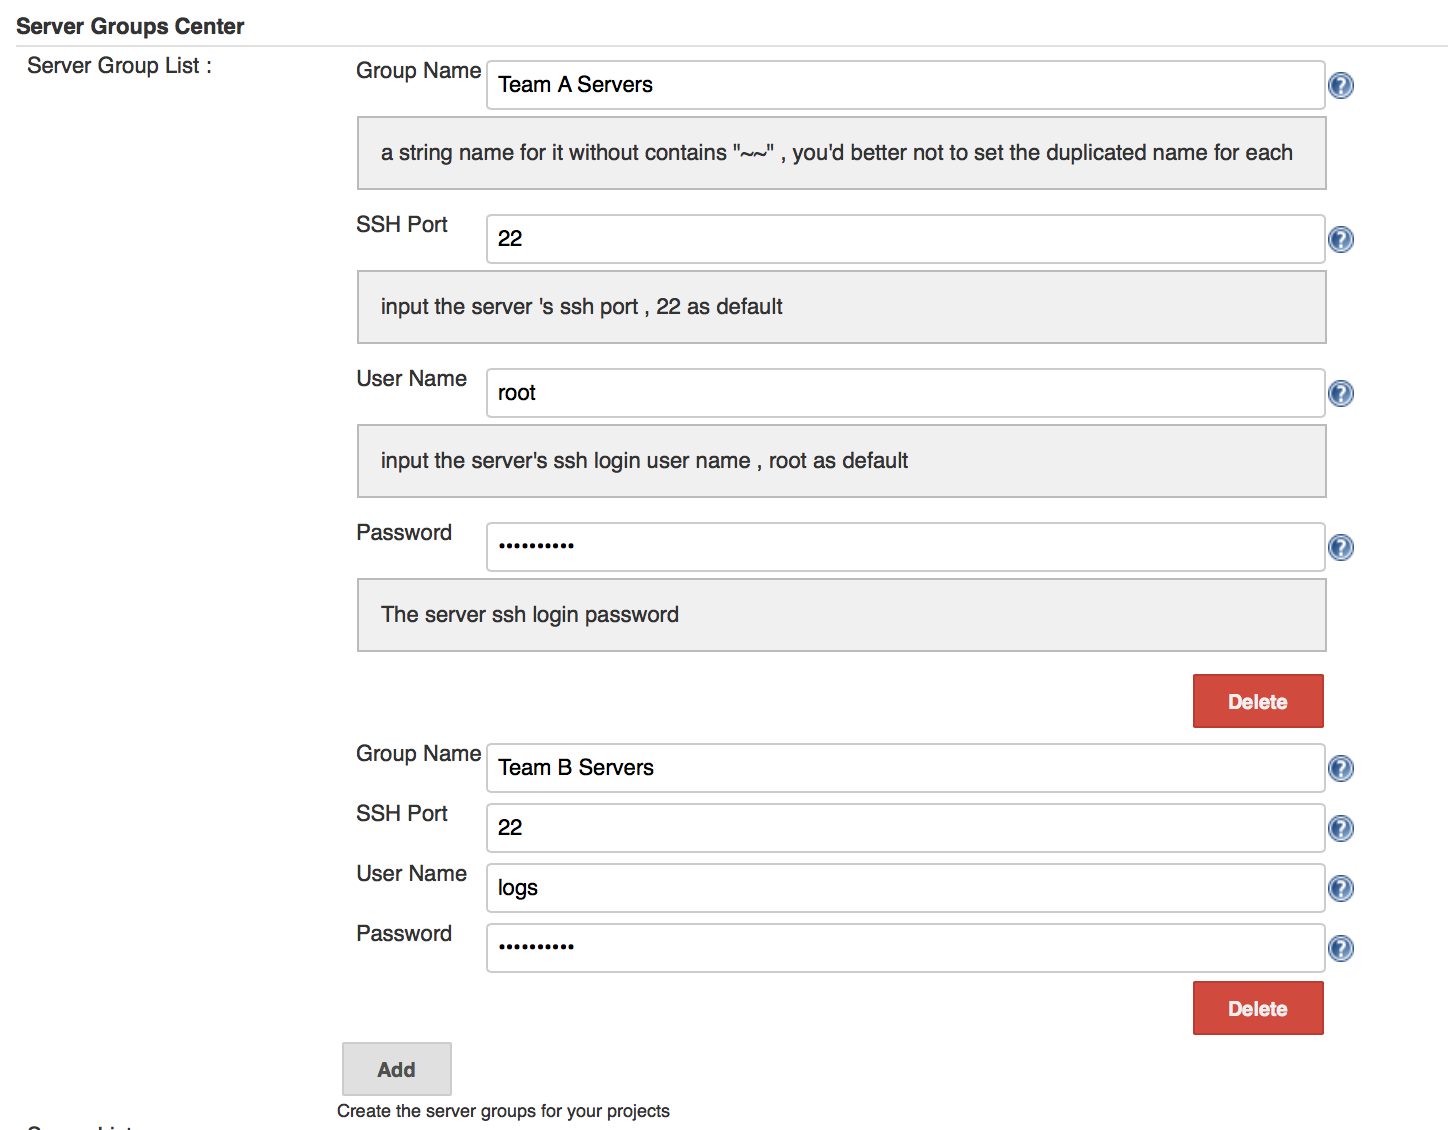 Server Groups Center
Server Group List :
Group Name Team A Servers
a string name for it without contains "~~" , you'd better not to set the duplicated name for each
SSH Port 22
input the server 's ssh port , 22 as default
User Name root
input the server's ssh login user name , root as default
Password ••••••••••
The server ssh login password
Delete
Group Name Team B Servers
SSH Port 22
User Name logs
Password ••••••••••
Delete
Add
Create the server groups for your projects